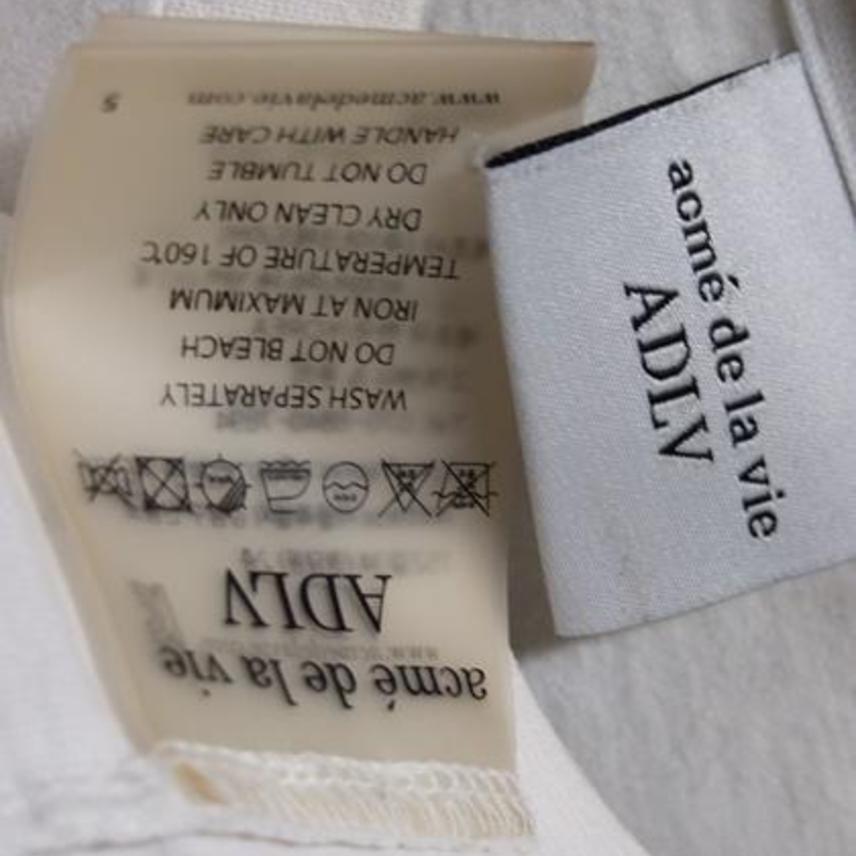 acmé de la vie
ADLV
WASH SEPARATELY
DO NOT BLEACH
IRON AT MAXIMUM
TEMPERATURE OF 160℃
DRY CLEAN ONLY
DO NOT TUMBLE
HANDLE WITH CARE
www.acmedelavie.com
5
acmé de la vie
ADLV